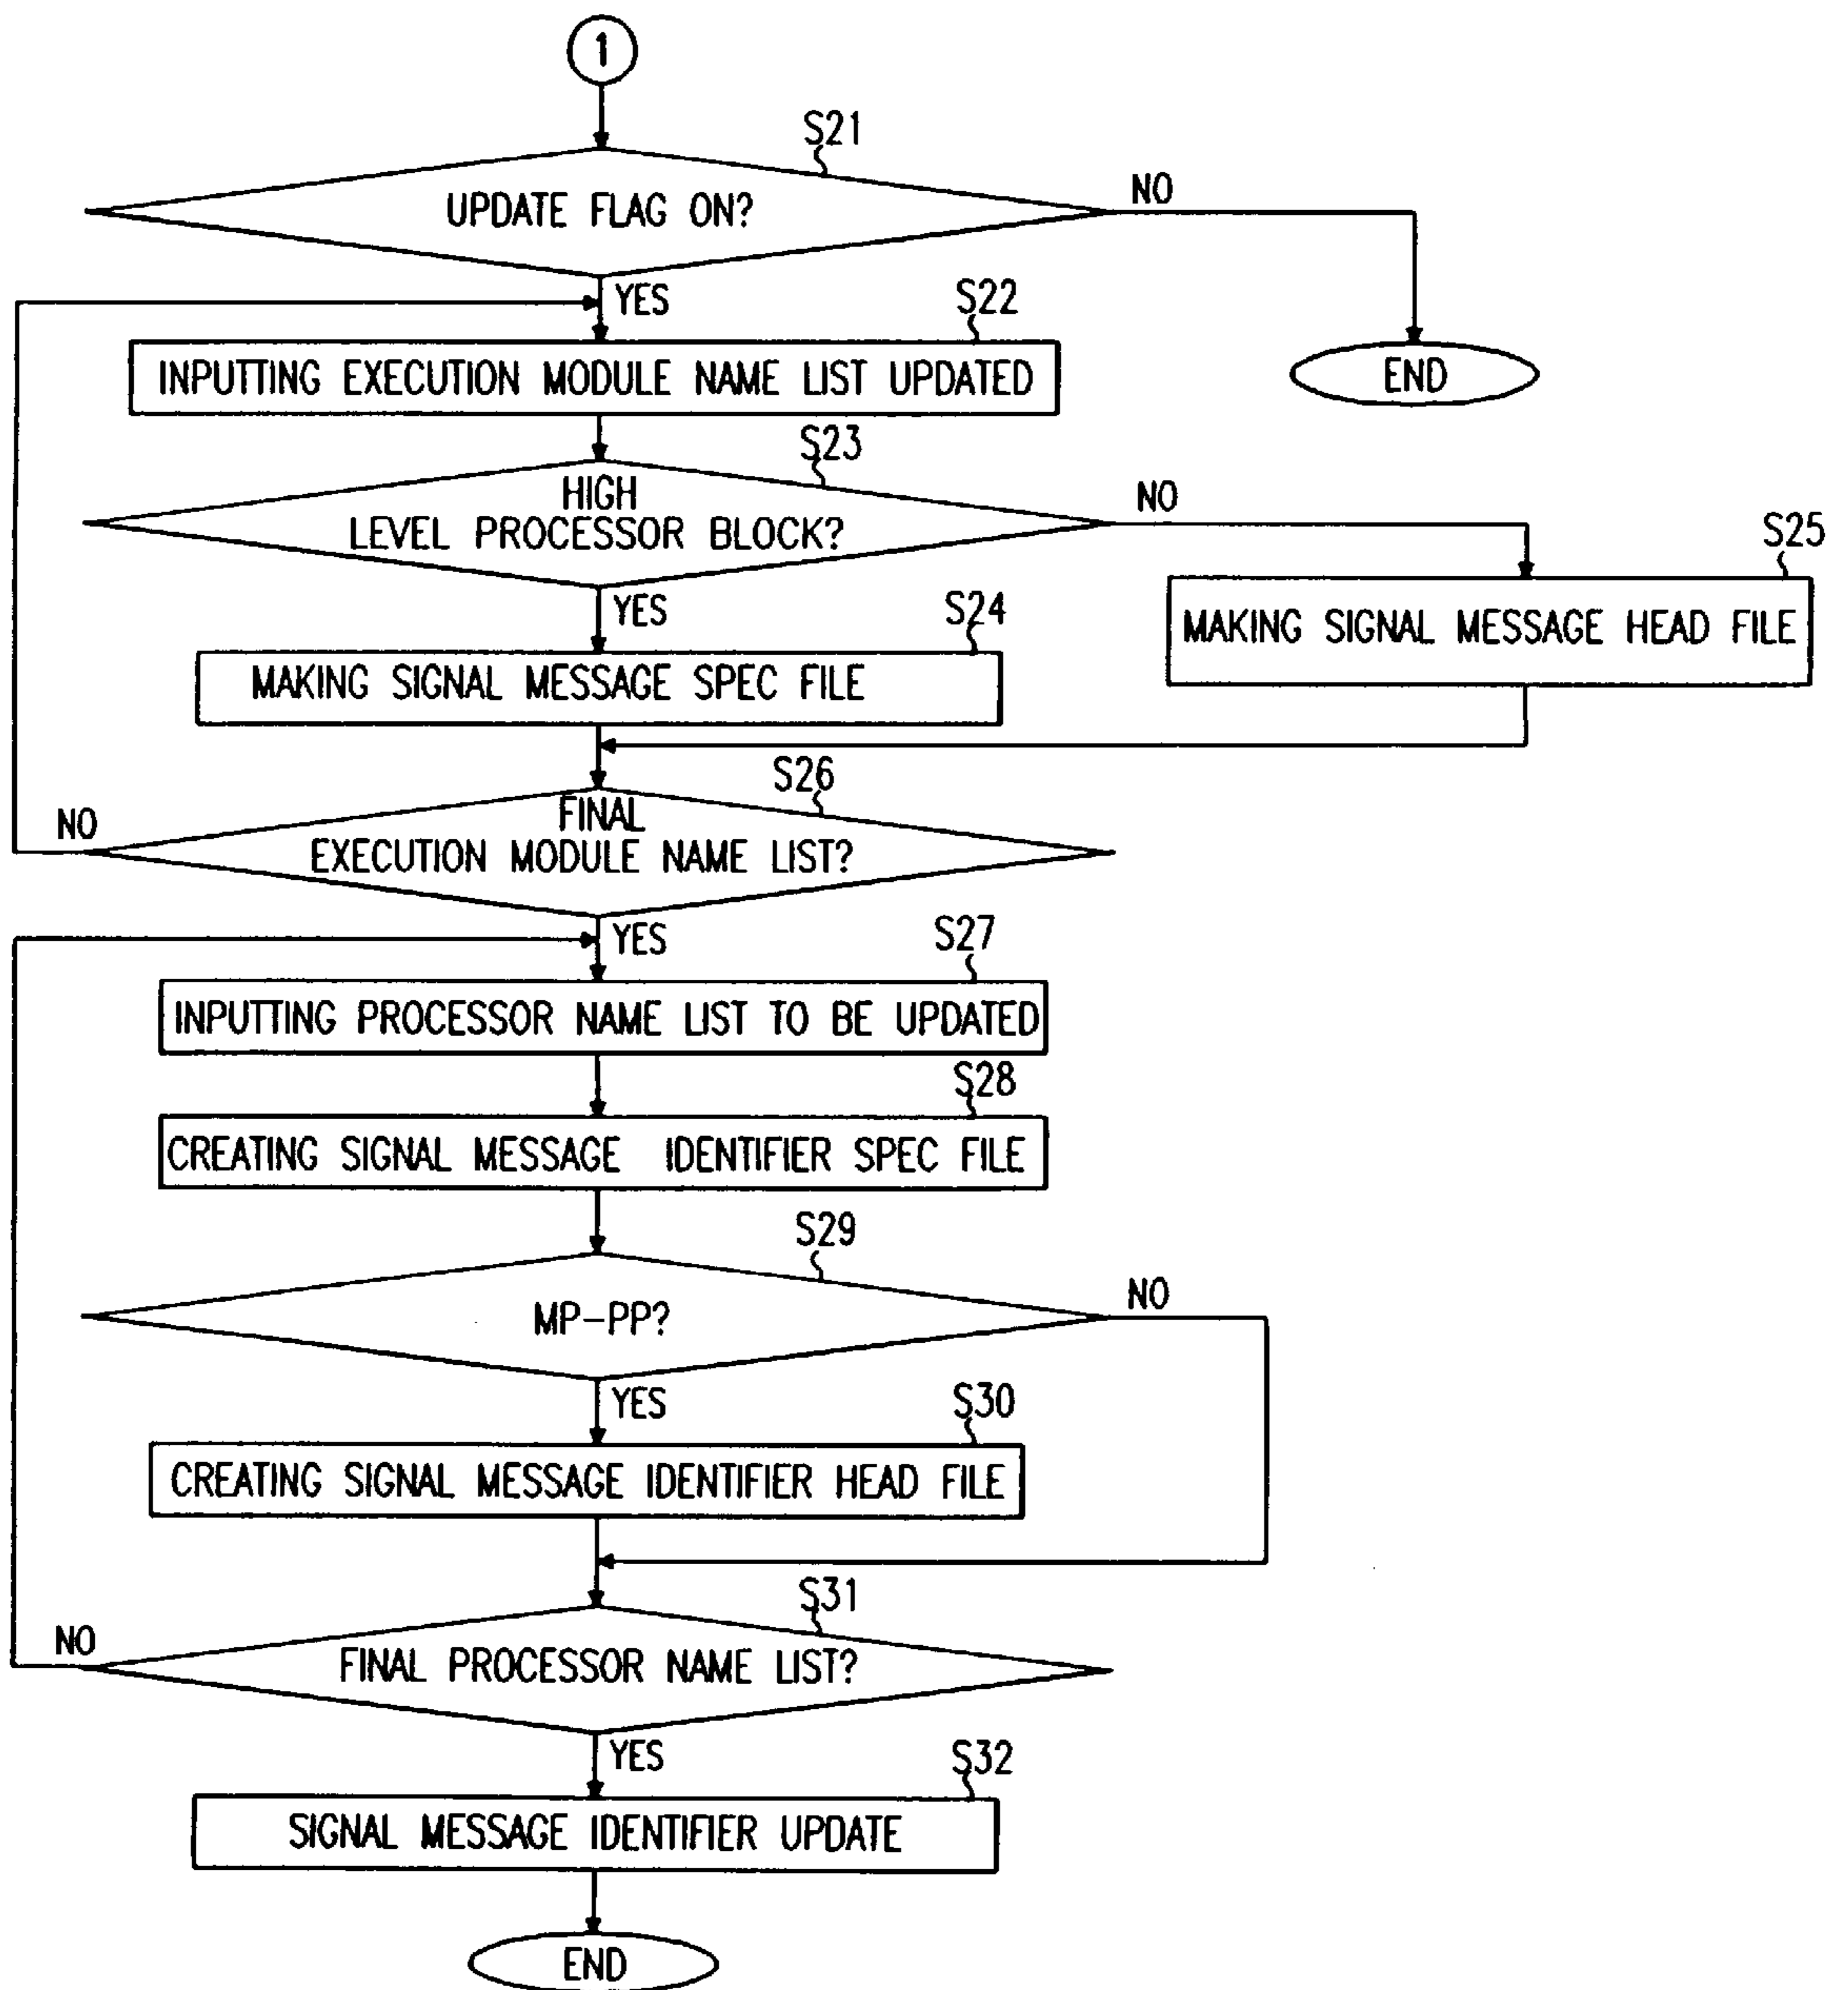 1
S21
UPDATE FLAG ON?
NO
YES
S22
INPUTTING EXECUTION MODULE NAME LIST UPDATED
END
S23
HIGH
LEVEL PROCESSOR BLOCK?
NO
S25
YES
S24
MAKING SIGNAL MESSAGE HEAD FILE
MAKING SIGNAL MESSAGE SPEC FILE
S26
FINAL
EXECUTION MODULE NAME LIST?
NO
YES
S27
INPUTTING PROCESSOR NAME LIST TO BE UPDATED
S28
CREATING SIGNAL MESSAGE IDENTIFIER SPEC FILE
S29
MP-PP?
NO
YES
S30
CREATING SIGNAL MESSAGE IDENTIFIER HEAD FILE
S31
FINAL PROCESSOR NAME LIST?
NO
YES
S32
SIGNAL MESSAGE IDENTIFIER UPDATE
END